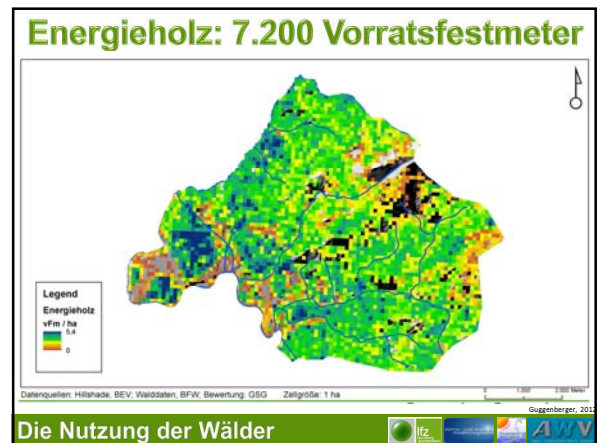 Energieholz: 7.200 Vorratsfestmeter
Legend
Energieholz
vFm / ha
5,4
0
Datenquellen: Hillshade, BEV; Walddaten, BFW; Bewertung: GSG Zellgröße: 1 ha
0 1.000 2.000 Meter
Guggenberger, 2012
Die Nutzung der Wälder
lfz
AWV